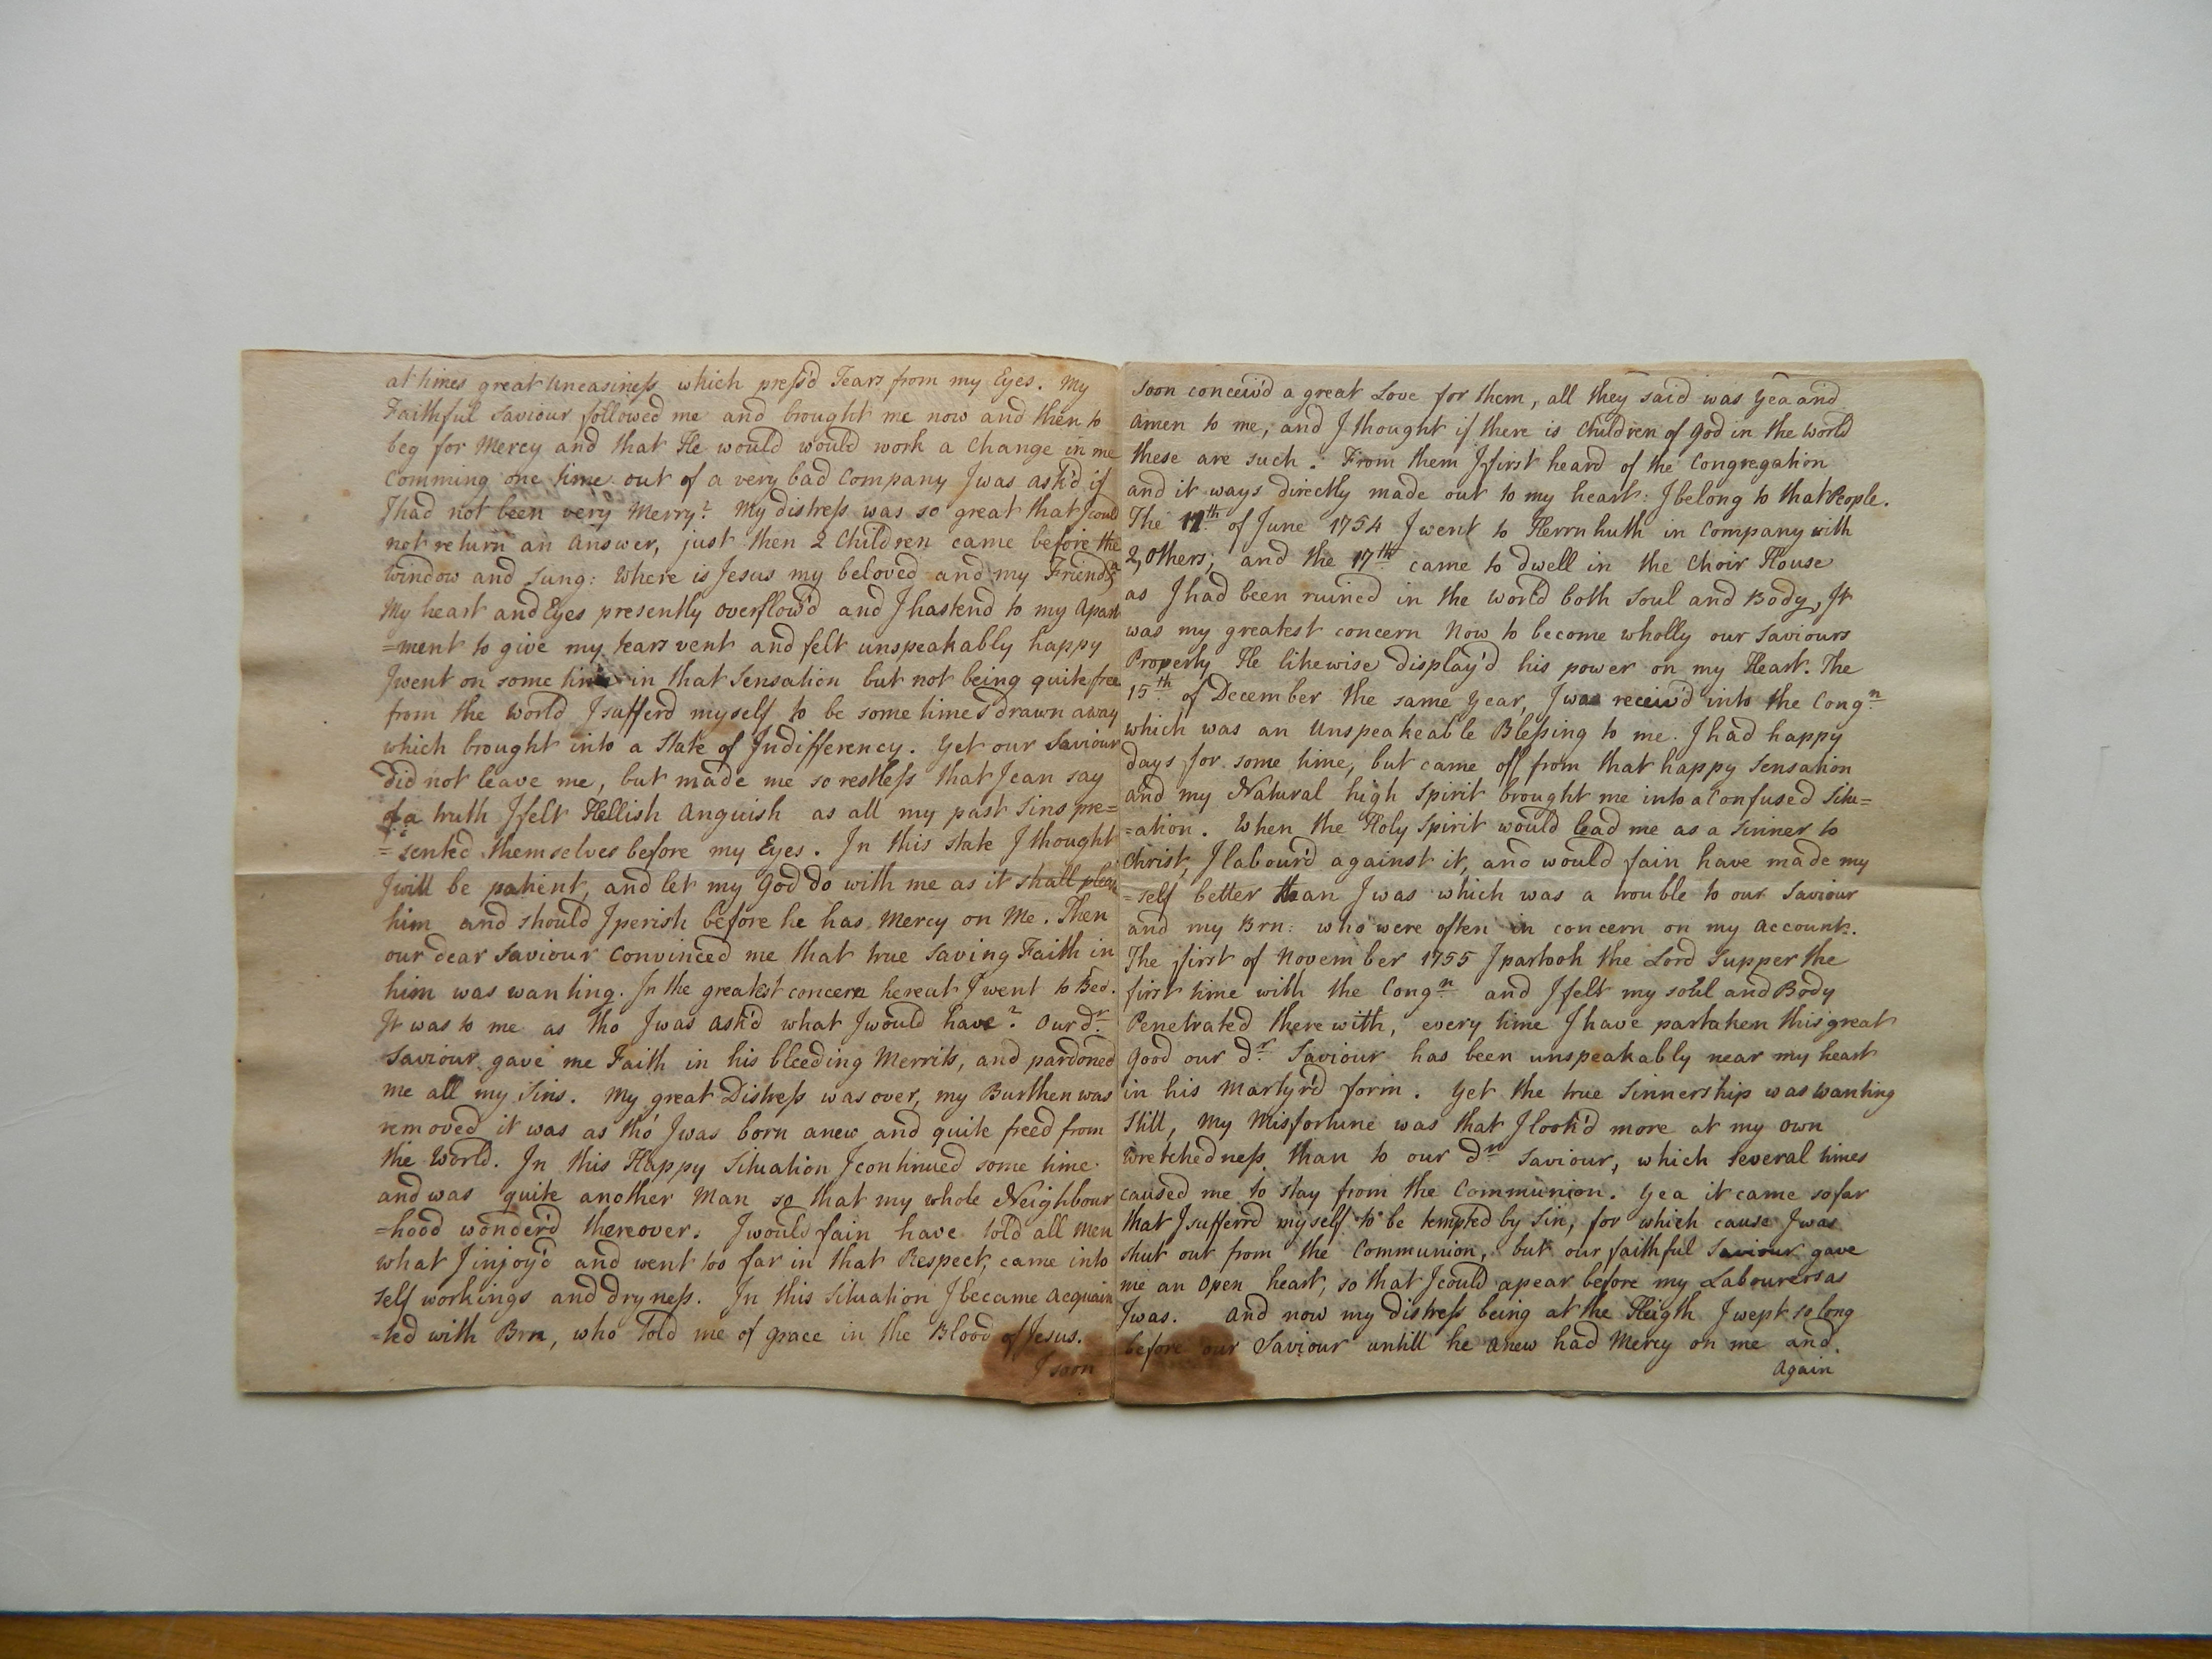 at times great Uneasiness which press'd Tears from my Eyes. My
Faithful Saviour followed me and brought me now and then to
beg for Mercy and that He would would work a Change in me
Comming one time out of a very bad Company I was ask'd if
I had not been very Merry? My distress was so great that I coud
not return an Answer, just then 2 Children came before the
Window and Sung: Where is Jesus my beloved and my Friend
My heart and Eyes presently overflow'd and I hastend to my Apart
=ment to give my tears vent and felt unspeakably happy
I went on some time in that Sensation but not being quite free
from the World I sufferd myself to be some times drawn away
which brought into a State of Indifferency. Yet our Saviour
did not leave me, but made me so restless that I can say
of a truth I felt Hellish Anguish as all my past Sins pre=
=sented themselves before my Eyes. In this State I thought
I will be patient, and let my God do with me as it shall pleas
him and should I perish before he has Mercy on Me. Then
our dear Saviour Convinced me that true Saving Faith in
him was wanting. In the greatest concern hereat I went to Bed.
It was to me as tho I was Ask'd what I would have? Our dr.
Saviour gave me Faith in his bleeding Merrits, and pardoned
me all my Sins. My great Distress was over, my Burthen was
removed it was as tho' I was born anew and quite freed from
the World. In this Happy Situation I continued some time
and was quite another Man so that my whole Neighbour
=hood wonder'd thereover. I would fain have told all Men
what I injoy'd and went too far in that Respect, came into
Self workings and dryness. In this Situation I became Acquain
=ted with Brn, who Told me of Grace in the Blood of Jesus.
I soon
soon conceiv'd a great Love for them, all they said was Yea and
Amen to me, and I thought if there is Children of God in the World
these are such. From them I first heard of the Congregation
and it ways directly made out to my heart: I belong to that People.
The 12th of June 1754 I went to Herrnhuth in Company with
2, others, and the 17th came to dwell in the Choir House
as I had been ruined in the World both Soul and Body, It
was my greatest concern Now to become wholly our Saviours
Property He likewise display'd his power on my Heart. The
15th of December the same Year, I was receiv'd into the Congn
which was an Unspeakeable Blessing to me. I had happy
days for some time, but came off from that happy Sensation
and my Natural high Spirit brought me into a Confused Situ=
=ation. When the Holy Spirit would lead me as a Sinner to
Christ, I labour'd against it, and would fain have made my
=self better than I was which was a trouble to our Saviour
and my Brn: who were often in concern on my Account.
The first of November 1755 I partook the Lord Supper the
first time with the Congn and I felt my soul and Body
Penetrated therewith, every time I have partaken this great
Good our dr Saviour has been unspeakably near my heart
in his Martyr'd form. Yet the true Sinnership was wanting
Still, My Misfortune was that I look'd more at my own
Wretchedness than to our dr Saviour, which several times
caused me to stay from the Communion. Yea it came so far
that I sufferrd myself to be tempted by Sin, for which cause I was
shut out from the Communion, but our faithful Saviour gave
me an Open heart, so that I could apear before my Labourers as
I was. And now my distress being at the Heigth I wept so long
before our Saviour untill he anew had Mercy on me and.
Again